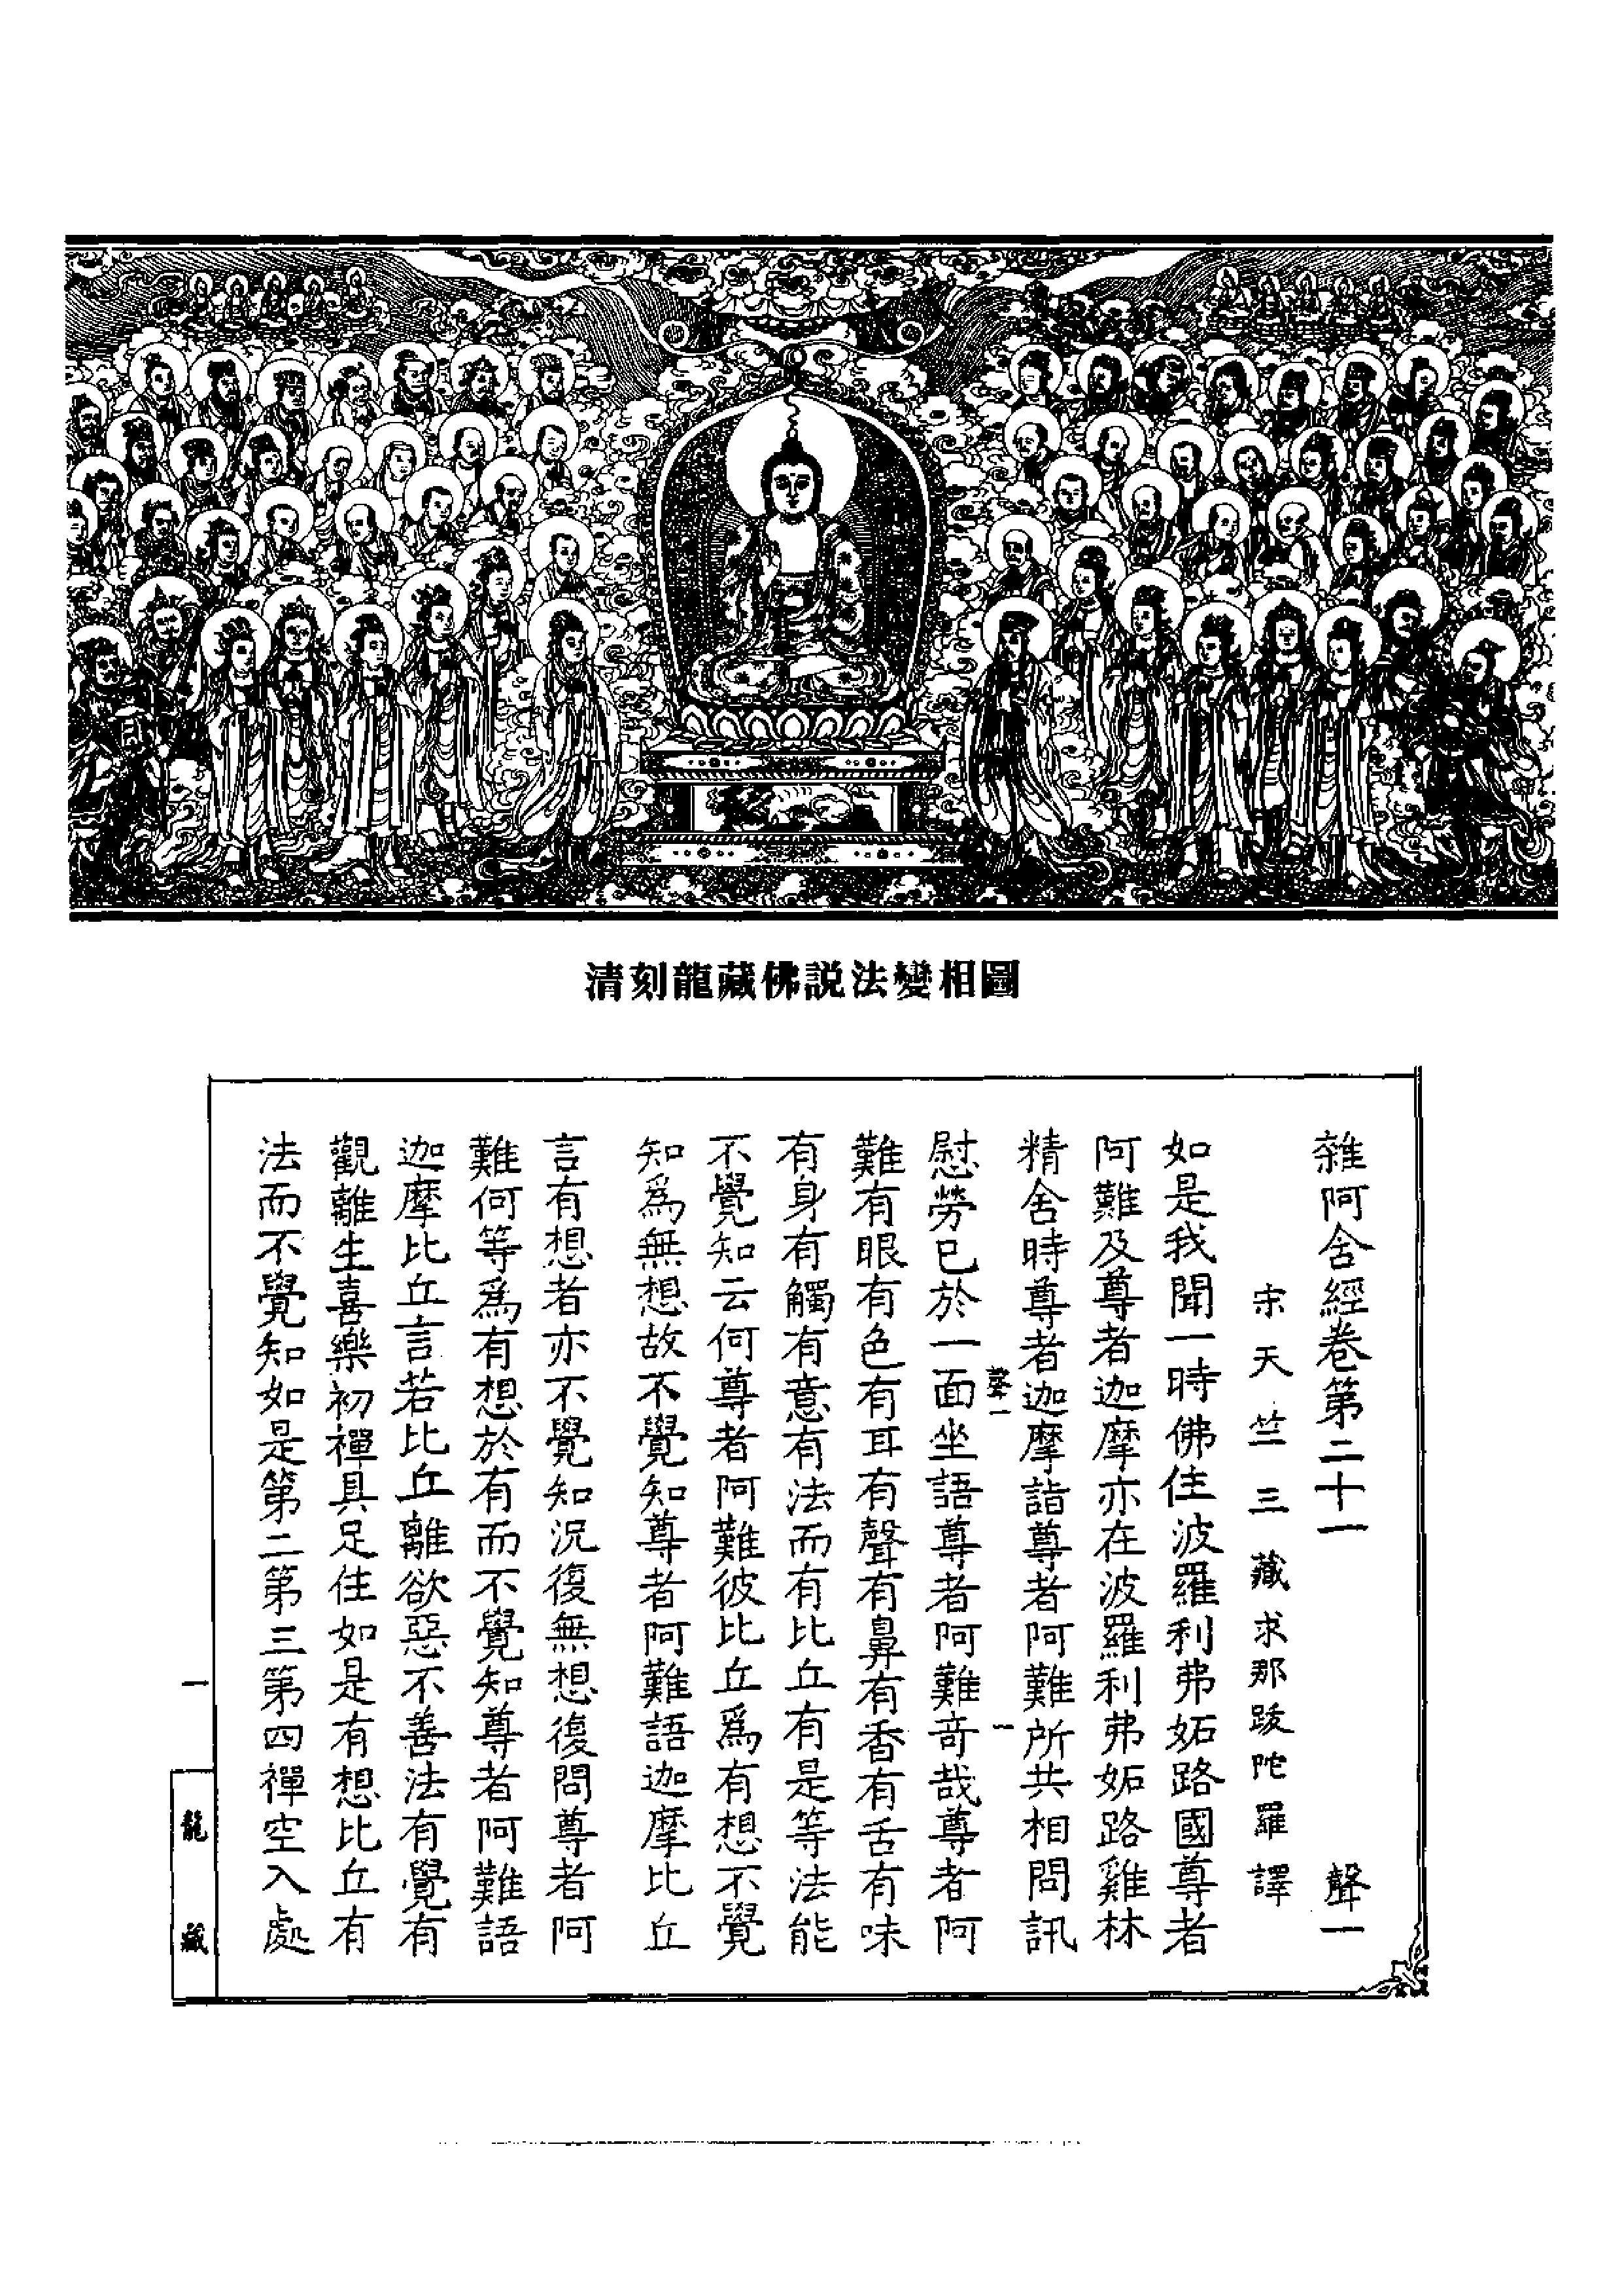 清刻龍藏佛説法變相圖
雜阿含經卷第二十一 聲一
宋天竺三藏求那跋陀羅譯
如是我聞一時佛住波羅利弗妬路國尊者
阿難及尊者迦摩亦在波羅利弗妬路雞林
精舍時尊者迦摩詣尊者阿難所共相問訊
聲一 一
慰勞已於一面坐語尊者阿難奇哉尊者阿
難有眼有色有耳有聲有鼻有香有舌有味
有身有觸有意有法而有比丘有是等法能
不覺知云何尊者阿難彼比丘爲有想不覺
知爲無想故不覺知尊者阿難語迦摩比丘
言有想者亦不覺知況復無想復問尊者阿
難何等爲有想於有而不覺知尊者阿難語
迦摩比丘言若比丘離欲惡不善法有覺有
觀離生喜樂初禪具足住如是有想比丘有
法而不覺知如是第二第三第四禪空入處
一
龍藏